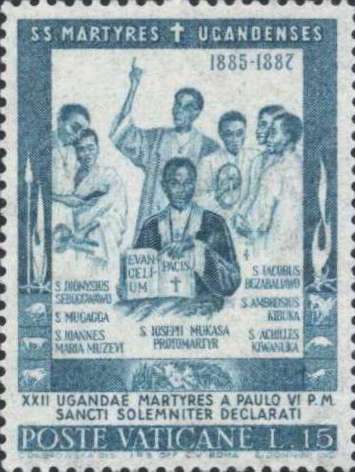 SS MARTYRES † UGANDENSES
1885-1887
EVAN
GELI
UM
PACIS
†
S. DIONYSIUS
SEBUGGWAWO
S. MUGAGGA
S. IOANNES
MARIA MUZEYI
S. IOSEPH MUKASA
PROTOMARTYR
S. IACOBUS
BUZABALIAWO
S. AMBROSIUS
KIBUKA
S. ACHILLES
KIWANUKA
XXII UGANDAE MARTYRES A PAULO VI P.M.
SANCTI SOLEMNITER DECLARATI
POSTE VATICANE L. 15